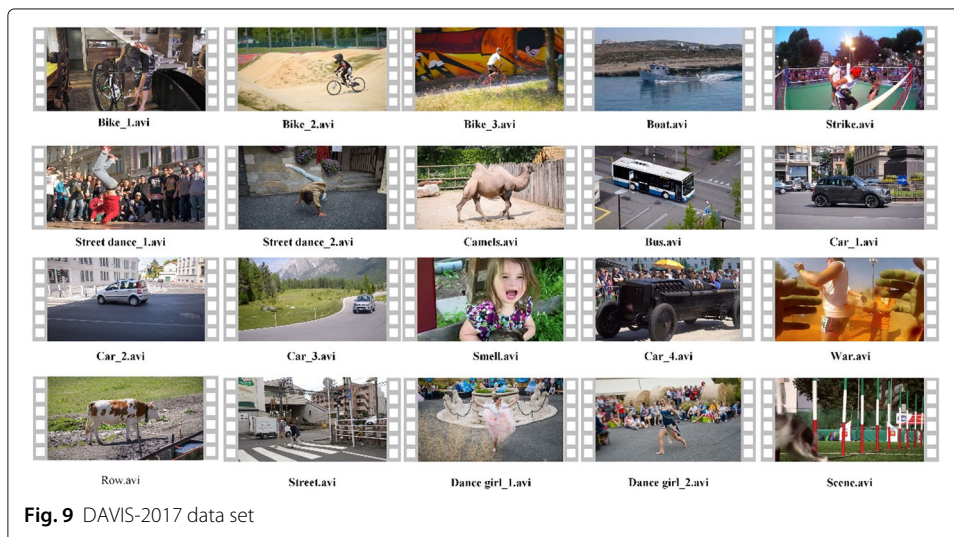 Bike_1.avi Bike_2.avi Bike_3.avi Boat.avi Strike.avi
Street dance_1.avi Street dance_2.avi Camels.avi Bus.avi Car_1.avi
Car_2.avi Car_3.avi Smell.avi Car_4.avi War.avi
Row.avi Street.avi Dance girl_1.avi Dance girl_2.avi Scene.avi
Fig. 9 DAVIS-2017 data set